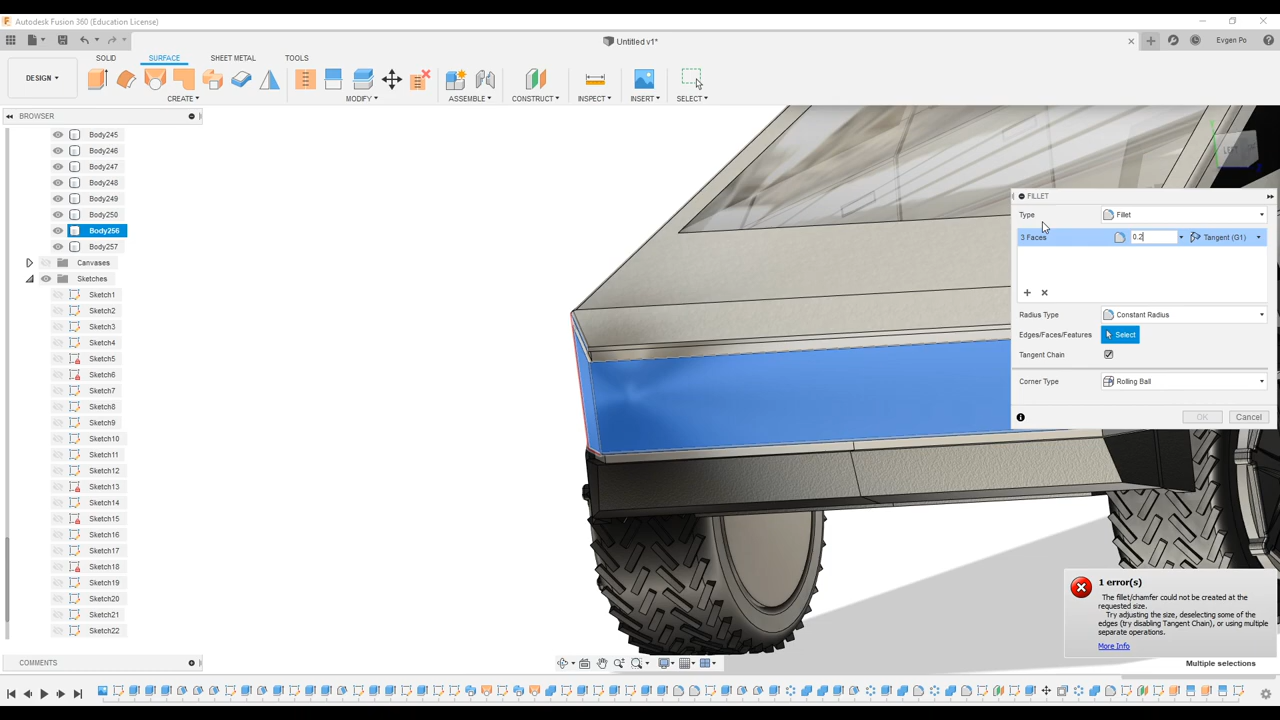 Autodesk Fusion 360 (Education License)
Untitled v1*
Evgen Po
SOLID SURFACE SHEET METAL TOOLS
DESIGN ▾
CREATE ▾ MODIFY ▾ ASSEMBLE ▾ CONSTRUCT ▾ INSPECT ▾ INSERT ▾ SELECT ▾
BROWSER
Body245
Body246
Body247
Body248
Body249
Body250
Body256
Body257
Canvases
Sketches
Sketch1
Sketch2
Sketch3
Sketch4
Sketch5
Sketch6
Sketch7
Sketch8
Sketch9
Sketch10
Sketch11
Sketch12
Sketch13
Sketch14
Sketch15
Sketch16
Sketch17
Sketch18
Sketch19
Sketch20
Sketch21
Sketch22
COMMENTS
LEFT
FILLET
Type Fillet
3 Faces 0.2 Tangent (G1)
Radius Type Constant Radius
Edges/Faces/Features Select
Tangent Chain
Corner Type Rolling Ball
OK Cancel
1 error(s)
The fillet/chamfer could not be created at the
requested size.
Try adjusting the size, deselecting some of the
edges (try disabling Tangent Chain), or using multiple
separate operations.
More Info
Multiple selections